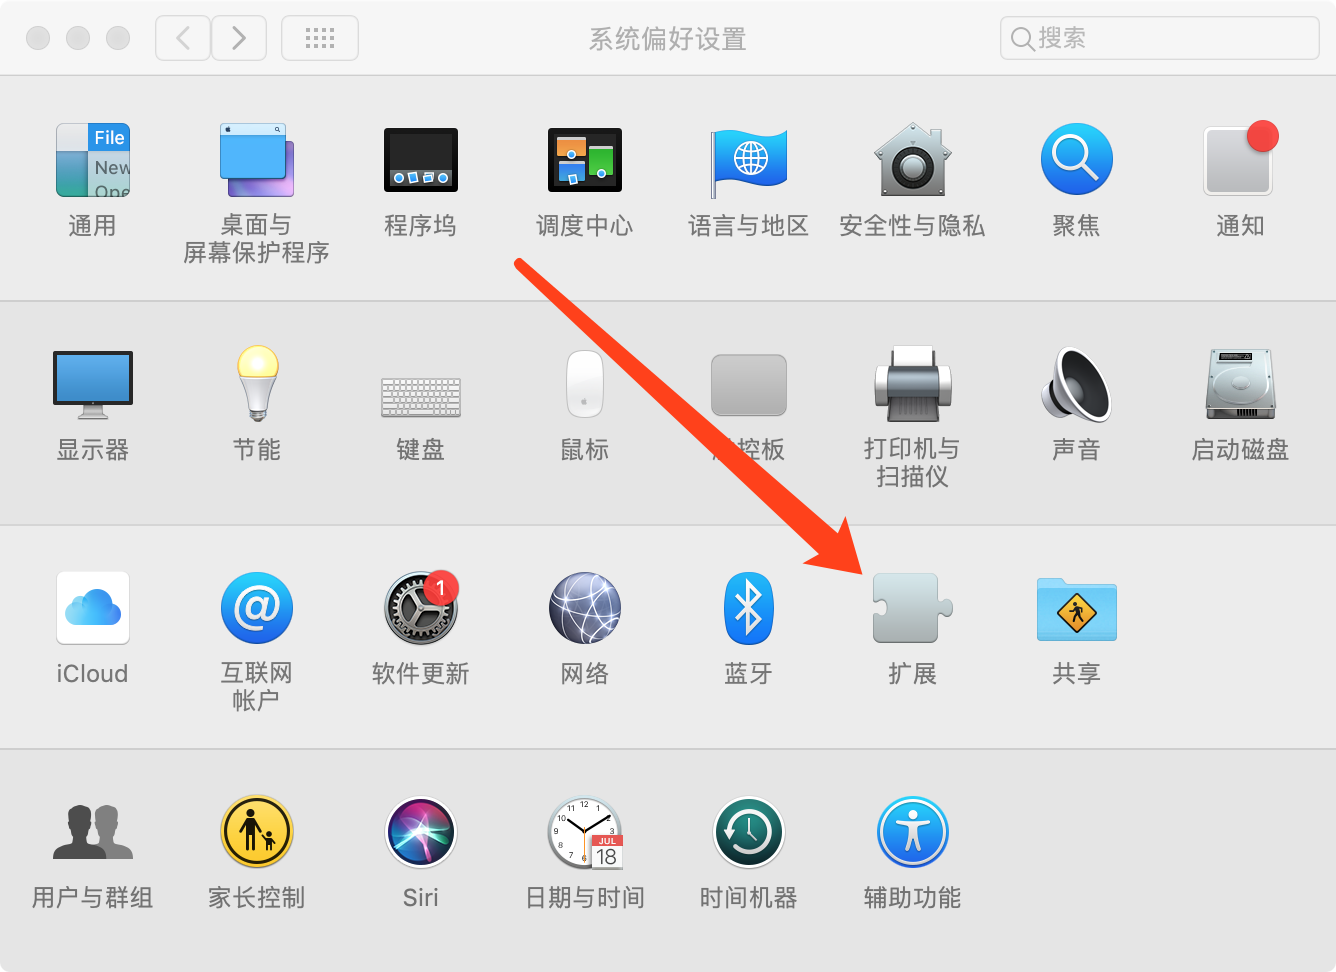 系统偏好设置
搜索
File
New
Ope
通用
桌面与
屏幕保护程序
程序坞
调度中心
语言与地区
安全性与隐私
聚焦
通知
显示器
节能
键盘
鼠标
控板
打印机与
扫描仪
声音
启动磁盘
@
1
iCloud
互联网
帐户
软件更新
网络
蓝牙
扩展
共享
11 12 1
10 2
9 3
8
7 6
JUL
18
用户与群组
家长控制
Siri
日期与时间
时间机器
辅助功能